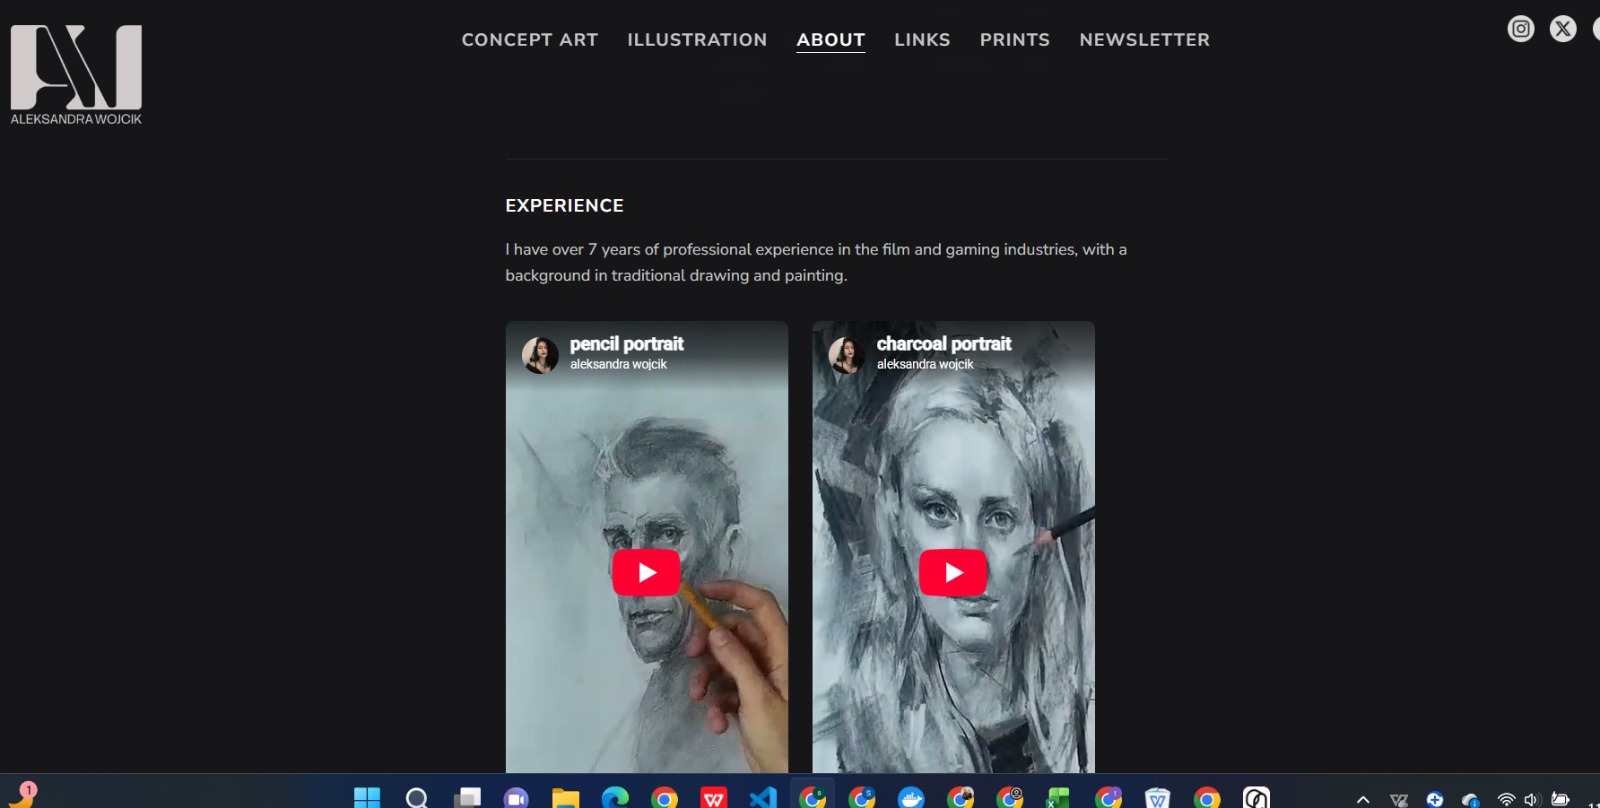 CONCEPT ART ILLUSTRATION ABOUT LINKS PRINTS NEWSLETTER
AW
ALEKSANDRA WOJCIK
EXPERIENCE
I have over 7 years of professional experience in the film and gaming industries, with a
background in traditional drawing and painting.
pencil portrait
aleksandra wojcik
charcoal portrait
aleksandra wojcik
1